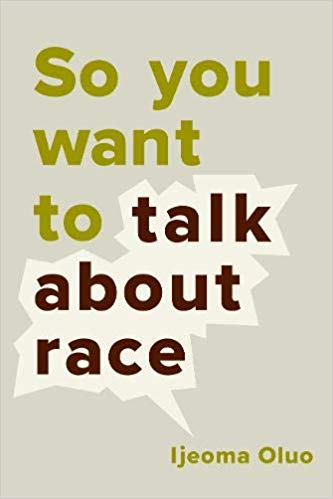 So you
want
to talk
about
race
Ijeoma Oluo